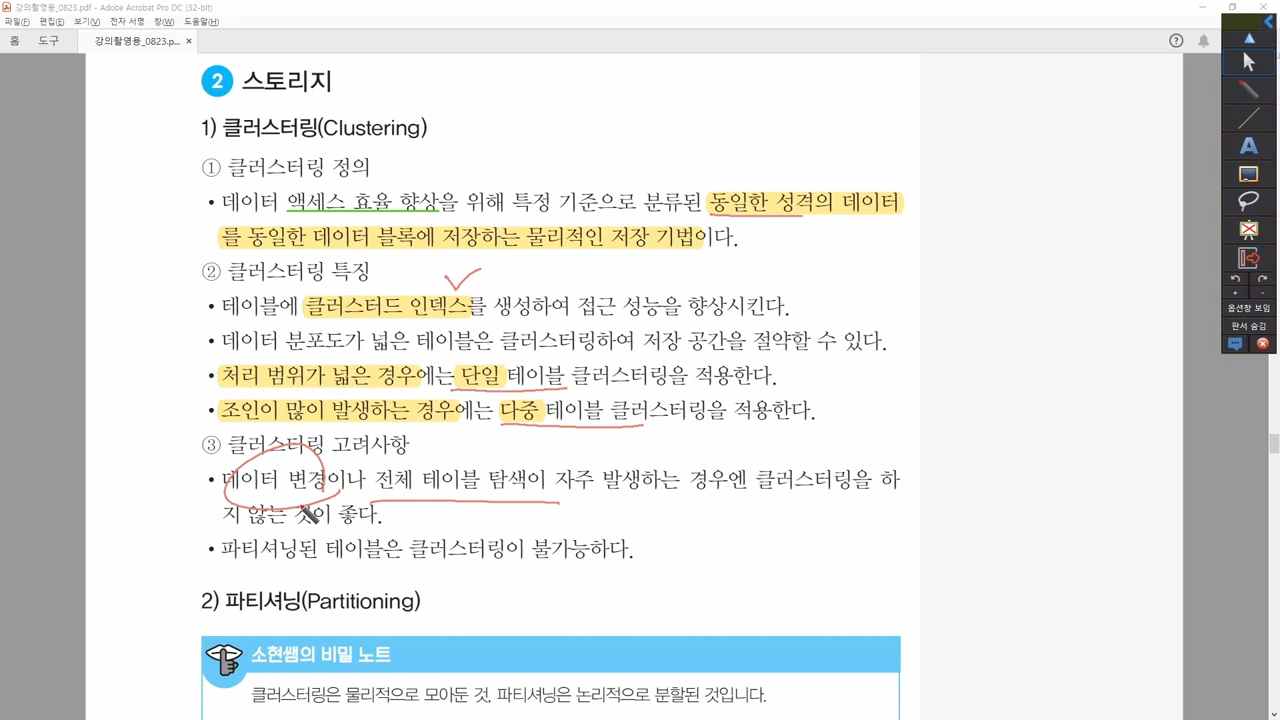 강의촬영용_0823.pdf - Adobe Acrobat Pro DC (32-bit)
파일(F) 편집(E) 보기(V) 전자 서명 창(W) 도움말(H)
홈 도구 강의촬영용_0823.p... ×
2 스토리지
1) 클러스터링(Clustering)
① 클러스터링 정의
• 데이터 액세스 효율 향상을 위해 특정 기준으로 분류된 동일한 성격의 데이터
를 동일한 데이터 블록에 저장하는 물리적인 저장 기법이다.
② 클러스터링 특징
• 테이블에 클러스터드 인덱스를 생성하여 접근 성능을 향상시킨다.
• 데이터 분포도가 넓은 테이블은 클러스터링하여 저장 공간을 절약할 수 있다.
• 처리 범위가 넓은 경우에는 단일 테이블 클러스터링을 적용한다.
• 조인이 많이 발생하는 경우에는 다중 테이블 클러스터링을 적용한다.
③ 클러스터링 고려사항
• 데이터 변경이나 전체 테이블 탐색이 자주 발생하는 경우엔 클러스터링을 하
지 않는 것이 좋다.
• 파티셔닝된 테이블은 클러스터링이 불가능하다.
2) 파티셔닝(Partitioning)
소현쌤의 비밀 노트
클러스터링은 물리적으로 모아둔 것, 파티셔닝은 논리적으로 분할된 것입니다.
A
옵션창 보임
판서 숨김